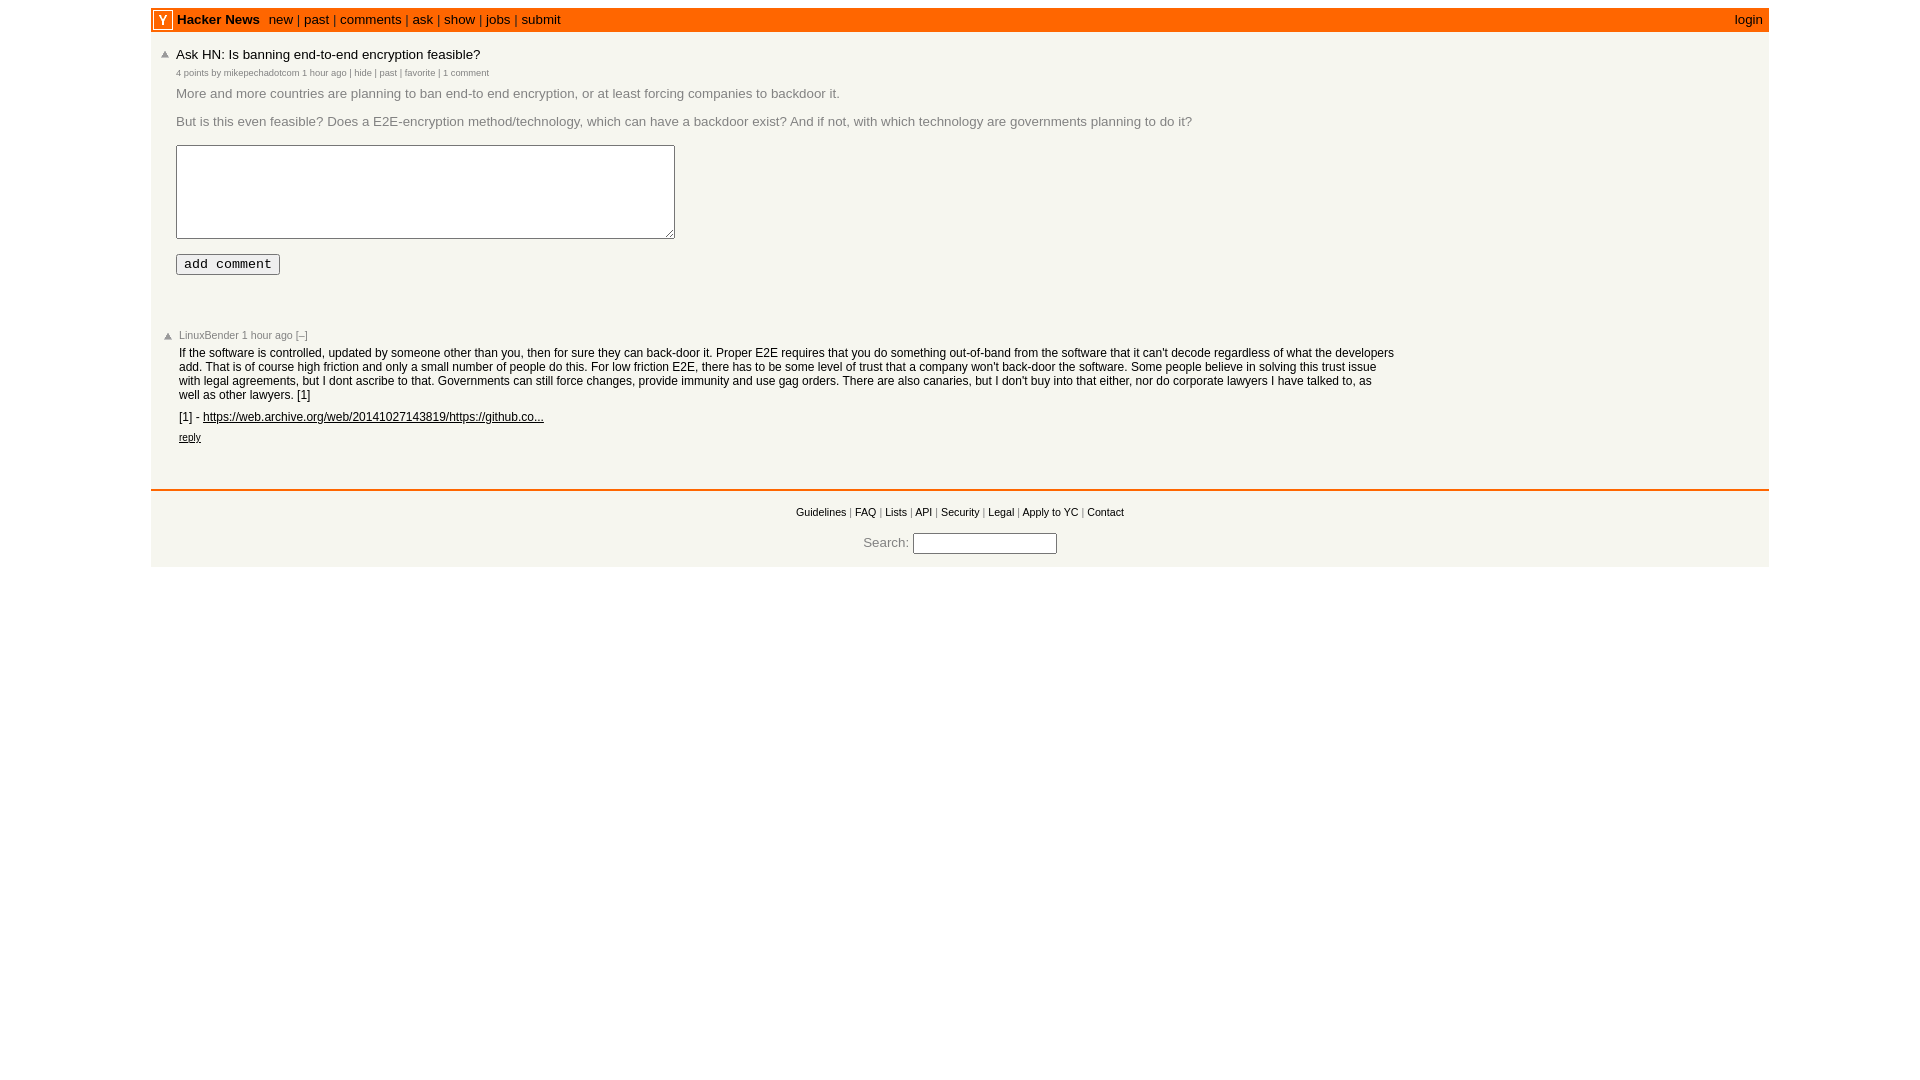 Y Hacker News new | past | comments | ask | show | jobs | submit login
Ask HN: Is banning end-to-end encryption feasible?
4 points by mikepechadotcom 1 hour ago | hide | past | favorite | 1 comment
More and more countries are planning to ban end-to end encryption, or at least forcing companies to backdoor it.
But is this even feasible? Does a E2E-encryption method/technology, which can have a backdoor exist? And if not, with which technology are governments planning to do it?
add comment
LinuxBender 1 hour ago [–]
If the software is controlled, updated by someone other than you, then for sure they can back-door it. Proper E2E requires that you do something out-of-band from the software that it can't decode regardless of what the developers
add. That is of course high friction and only a small number of people do this. For low friction E2E, there has to be some level of trust that a company won't back-door the software. Some people believe in solving this trust issue
with legal agreements, but I dont ascribe to that. Governments can still force changes, provide immunity and use gag orders. There are also canaries, but I don't buy into that either, nor do corporate lawyers I have talked to, as
well as other lawyers. [1]
[1] - https://web.archive.org/web/20141027143819/https://github.co...
reply
Guidelines | FAQ | Lists | API | Security | Legal | Apply to YC | Contact
Search: